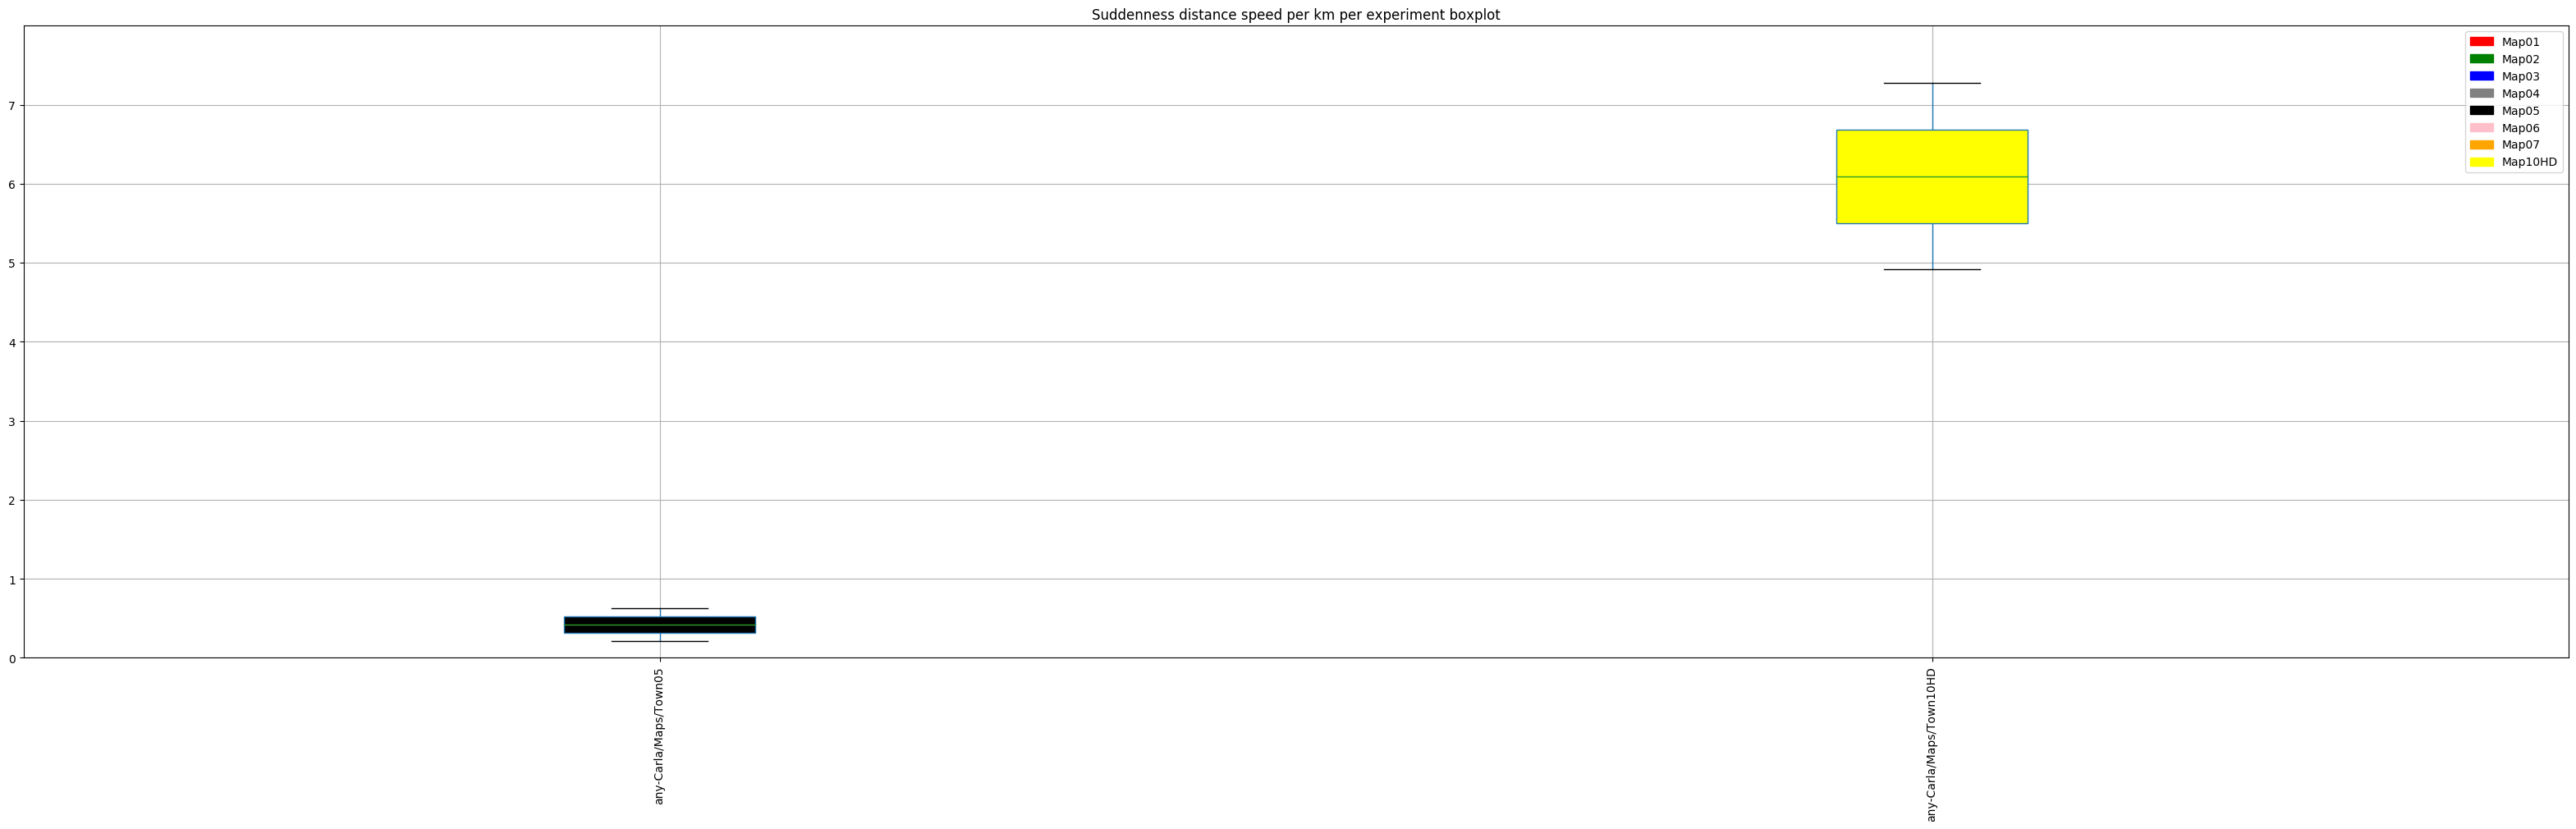 Suddenness distance speed per km per experiment boxplot
Map01
Map02
Map03
Map04
Map05
Map06
Map07
Map10HD
7
6
5
4
3
2
1
0
any-Carla/Maps/Town05
any-Carla/Maps/Town10HD